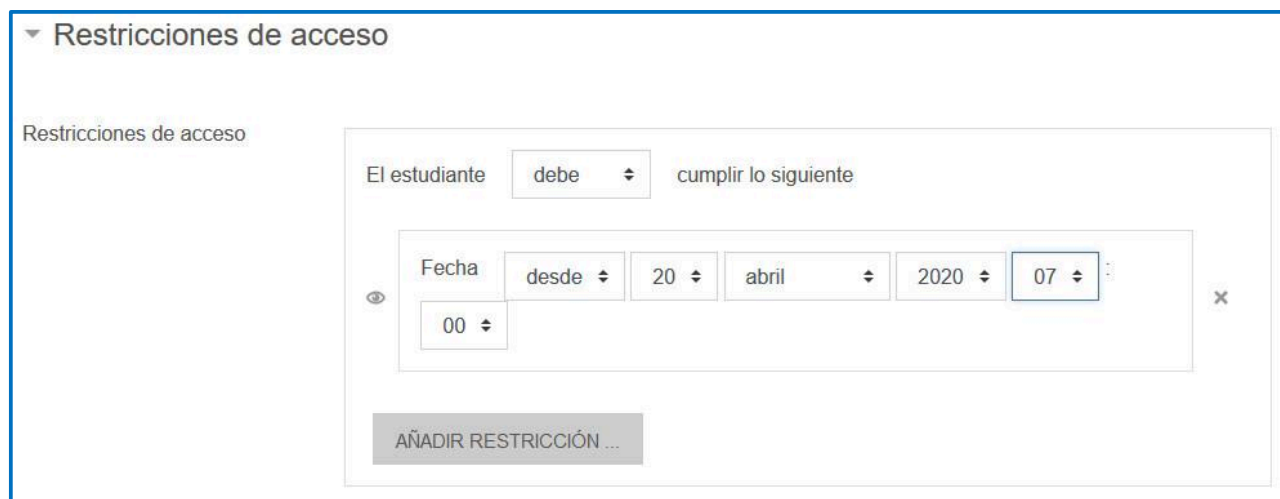 Restricciones de acceso
Restricciones de acceso
El estudiante debe cumplir lo siguiente
Fecha desde 20 abril 2020 07 :
00
AÑADIR RESTRICCIÓN ...